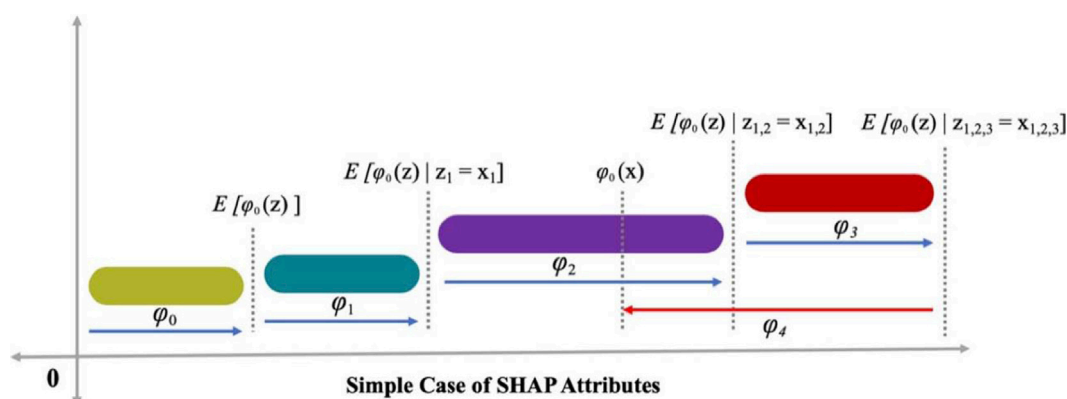 E [φ₀(z) | z₁,₂ = x₁,₂] E [φ₀(z) | z₁,₂,₃ = x₁,₂,₃]
E [φ₀(z) | z₁ = x₁] φ₀(x)
E [φ₀(z) ]
φ₃
φ₂
φ₀ φ₁
φ₄
0
Simple Case of SHAP Attributes